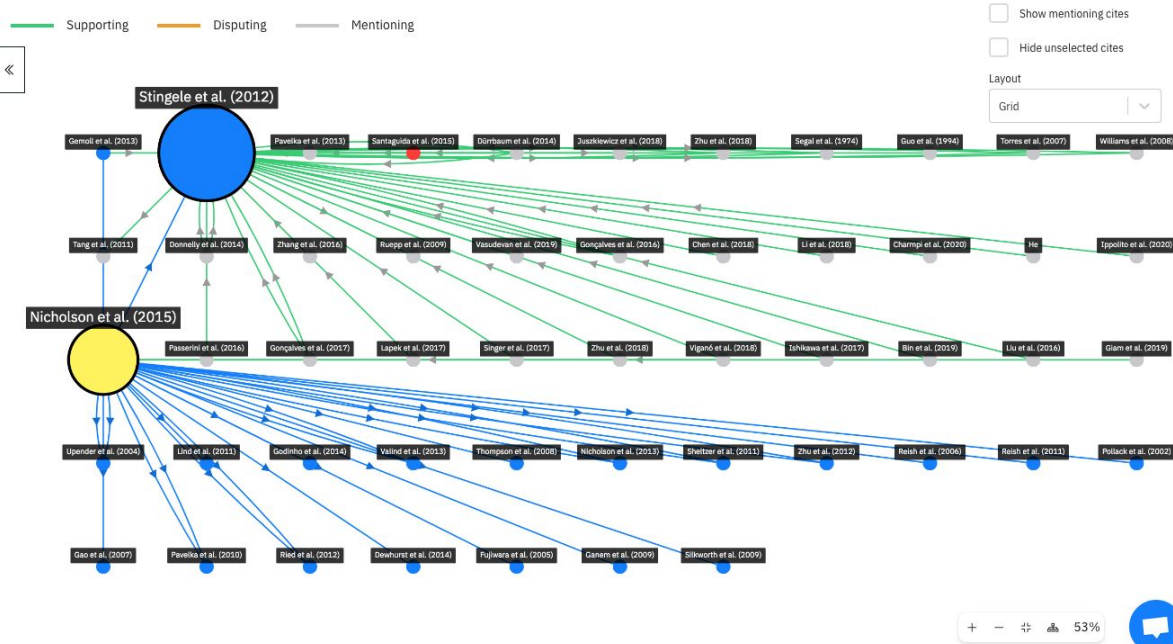 Supporting Disputing Mentioning
Show mentioning cites
Hide unselected cites
Layout
Grid
Stingele et al. (2012)
Gemoll et al. (2013) Pavelka et al. (2013) Santaguida et al. (2015) Dürrbaum et al. (2014) Juszkiewicz et al. (2018) Zhu et al. (2018) Segal et al. (1974) Guo et al. (1994) Torres et al. (2007) Williams et al. (2008)
Tang et al. (2011) Donnelly et al. (2014) Zhang et al. (2016) Ruepp et al. (2009) Vasudevan et al. (2019) Gonçalves et al. (2016) Chen et al. (2018) Li et al. (2018) Charmpi et al. (2020) He Ippolito et al. (2020)
Nicholson et al. (2015)
Passerini et al. (2016) Gonçalves et al. (2017) Lapek et al. (2017) Singer et al. (2017) Zhu et al. (2018) Viganó et al. (2018) Ishikawa et al. (2017) Bin et al. (2019) Liu et al. (2016) Giam et al. (2019)
Upender et al. (2004) Lind et al. (2011) Godinho et al. (2014) Valind et al. (2013) Thompson et al. (2008) Nicholson et al. (2013) Sheltzer et al. (2011) Zhu et al. (2012) Reish et al. (2006) Reish et al. (2011) Pollack et al. (2002)
Gao et al. (2007) Pavelka et al. (2010) Ried et al. (2012) Dewhurst et al. (2014) Fujiwara et al. (2005) Ganem et al. (2009) Silkworth et al. (2009)
53%